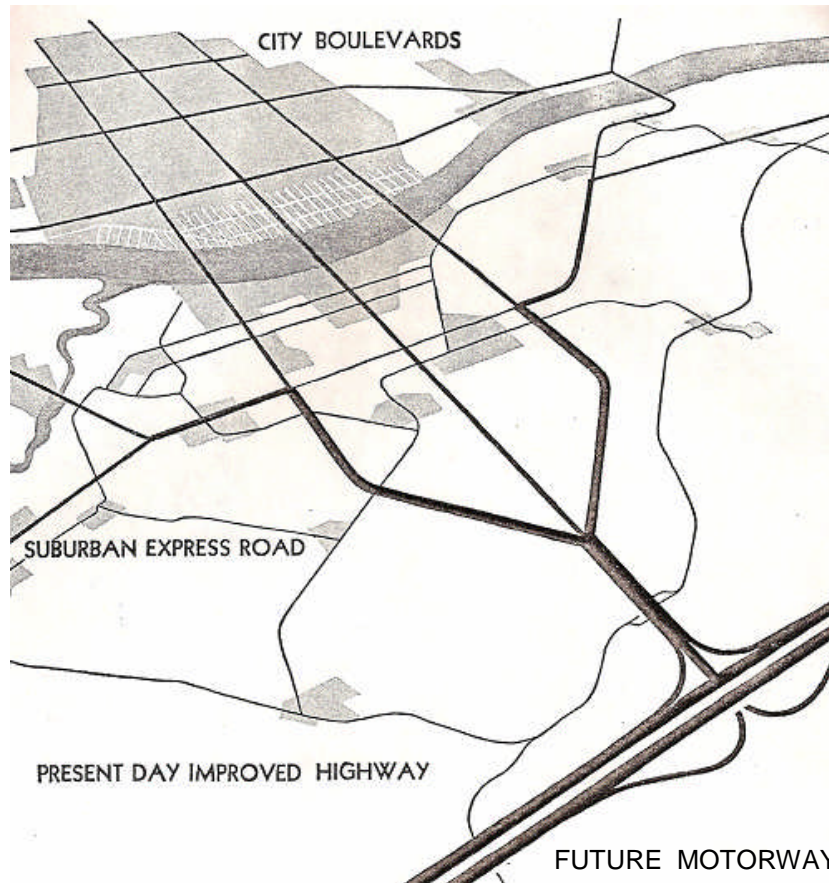 CITY BOULEVARDS
SUBURBAN EXPRESS ROAD
PRESENT DAY IMPROVED HIGHWAY
FUTURE MOTORWAY